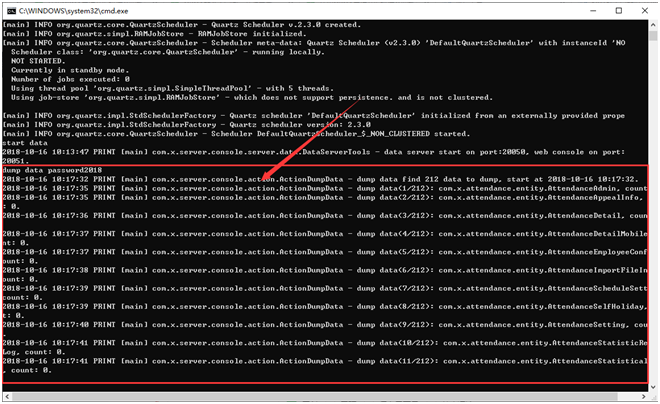 C:\WINDOWS\system32\cmd.exe
[main] INFO org.quartz.core.QuartzScheduler - Quartz Scheduler v.2.3.0 created.
[main] INFO org.quartz.simpl.RAMJobStore - RAMJobStore initialized.
[main] INFO org.quartz.core.QuartzScheduler - Scheduler meta-data: Quartz Scheduler (v2.3.0) 'DefaultQuartzScheduler' with instanceId 'NO
Scheduler class: 'org.quartz.core.QuartzScheduler' - running locally.
NOT STARTED.
Currently in standby mode.
Number of jobs executed: 0
Using thread pool 'org.quartz.simpl.SimpleThreadPool' - with 5 threads.
Using job-store 'org.quartz.simpl.RAMJobStore' - which does not support persistence. and is not clustered.
[main] INFO org.quartz.impl.StdSchedulerFactory - Quartz scheduler 'DefaultQuartzScheduler' initialized from an externally provided prope
[main] INFO org.quartz.impl.StdSchedulerFactory - Quartz scheduler version: 2.3.0
[main] INFO org.quartz.core.QuartzScheduler - Scheduler DefaultQuartzScheduler_$_NON_CLUSTERED started.
start data
2018-10-16 10:13:47 PRINT [main] com.x.server.console.server.data.DataServerTools - data server start on port:20050, web console on port:
20051.
dump data password2018
2018-10-16 10:17:32 PRINT [main] com.x.server.console.action.ActionDumpData - dump data find 212 data to dump, start at 2018-10-16 10:17:32.
2018-10-16 10:17:35 PRINT [main] com.x.server.console.action.ActionDumpData - dump data(1/212): com.x.attendance.entity.AttendanceAdmin, count
2018-10-16 10:17:35 PRINT [main] com.x.server.console.action.ActionDumpData - dump data(2/212): com.x.attendance.entity.AttendanceAppealInfo,
: 0.
2018-10-16 10:17:36 PRINT [main] com.x.server.console.action.ActionDumpData - dump data(3/212): com.x.attendance.entity.AttendanceDetail, coun
2018-10-16 10:17:37 PRINT [main] com.x.server.console.action.ActionDumpData - dump data(4/212): com.x.attendance.entity.AttendanceDetailMobile
nt: 0.
2018-10-16 10:17:37 PRINT [main] com.x.server.console.action.ActionDumpData - dump data(5/212): com.x.attendance.entity.AttendanceEmployeeConf
ount: 0.
2018-10-16 10:17:38 PRINT [main] com.x.server.console.action.ActionDumpData - dump data(6/212): com.x.attendance.entity.AttendanceImportFileIn
ount: 0.
2018-10-16 10:17:39 PRINT [main] com.x.server.console.action.ActionDumpData - dump data(7/212): com.x.attendance.entity.AttendanceScheduleSett
count: 0.
2018-10-16 10:17:39 PRINT [main] com.x.server.console.action.ActionDumpData - dump data(8/212): com.x.attendance.entity.AttendanceSelfHoliday,
t: 0.
2018-10-16 10:17:40 PRINT [main] com.x.server.console.action.ActionDumpData - dump data(9/212): com.x.attendance.entity.AttendanceSetting, cou
2018-10-16 10:17:41 PRINT [main] com.x.server.console.action.ActionDumpData - dump data(10/212): com.x.attendance.entity.AttendanceStatisticRe
Log, count: 0.
2018-10-16 10:17:41 PRINT [main] com.x.server.console.action.ActionDumpData - dump data(11/212): com.x.attendance.entity.AttendanceStatistical
, count: 0.